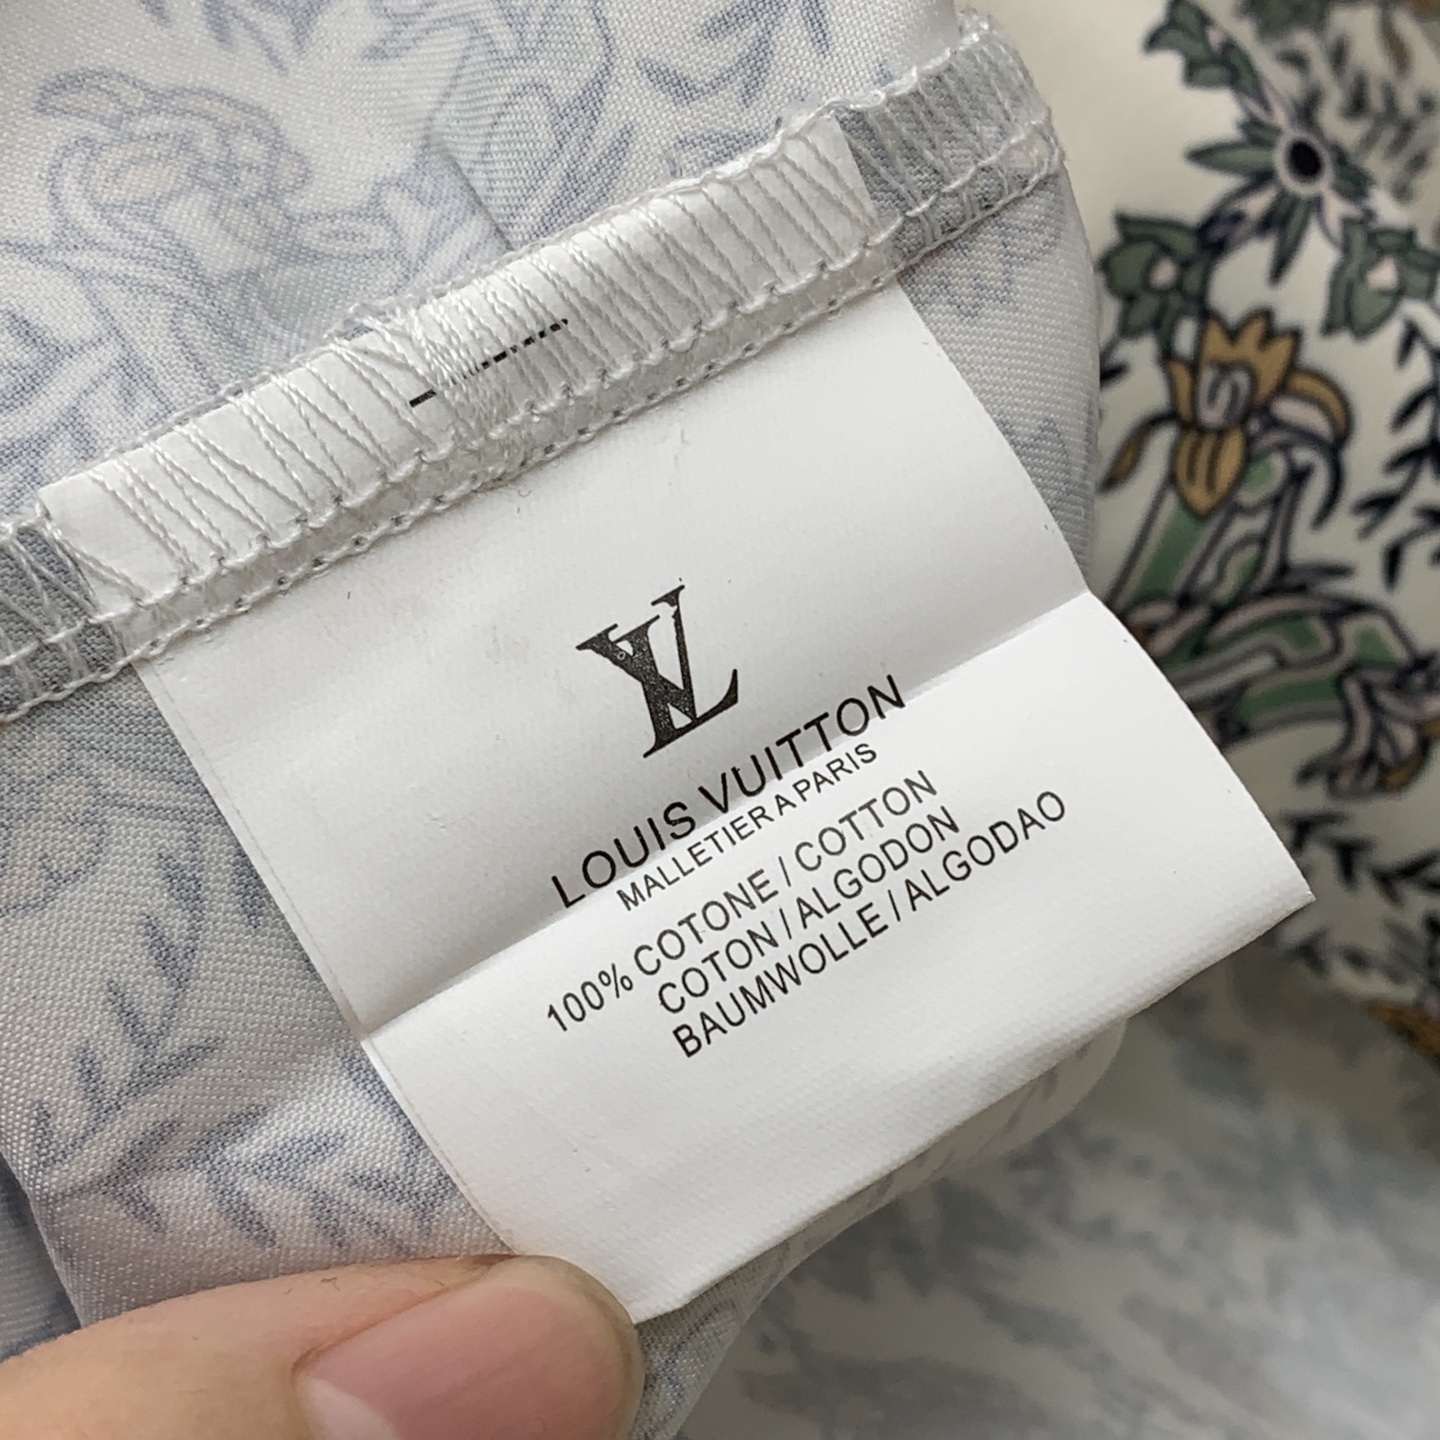 LV
LOUIS VUITTON
MALLETIER A PARIS
100% COTONE / COTTON
COTON / ALGODON
BAUMWOLLE / ALGODAO